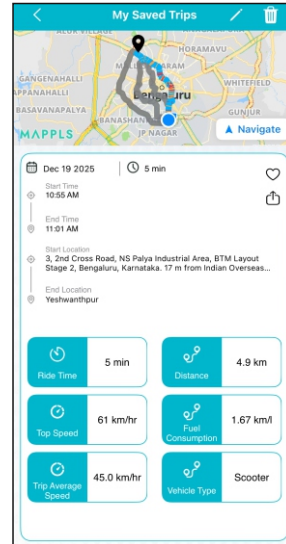 My Saved Trips
HORAMAVU
GANGENAHALLI
WHITEFIELD
BASAVANAPALYA
Bengaluru
BANASHAN
GUNJUR
JP NAGAR
MAPPLS
Navigate
Dec 19 2025
5 min
Start Time
10:55 AM
End Time
11:01 AM
Start Location
3, 2nd Cross Road, NS Palya Industrial Area, BTM Layout
Stage 2, Bengaluru, Karnataka. 17 m from Indian Overseas...
End Location
Yeshwanthpur
Ride Time
5 min
Distance
4.9 km
Top Speed
61 km/hr
Fuel
Consumption
1.67 km/l
Trip Average
Speed
45.0 km/hr
Vehicle Type
Scooter